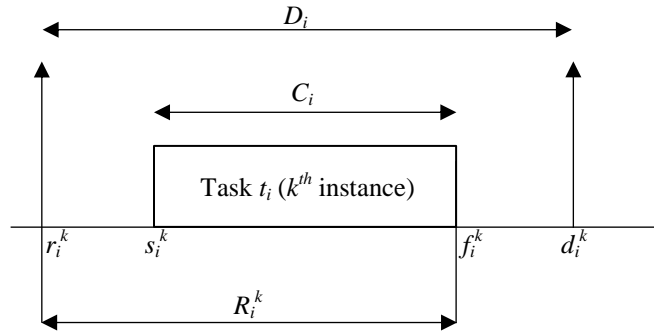 D_i
C_i
Task t_i (k^th instance)
r_i^k s_i^k f_i^k d_i^k
R_i^k